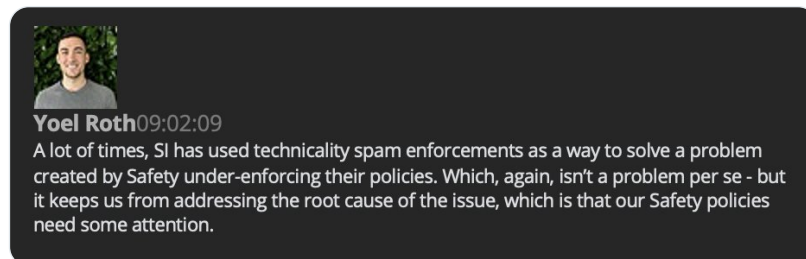 Yoel Roth09:02:09
A lot of times, SI has used technicality spam enforcements as a way to solve a problem
created by Safety under-enforcing their policies. Which, again, isn’t a problem per se - but
it keeps us from addressing the root cause of the issue, which is that our Safety policies
need some attention.